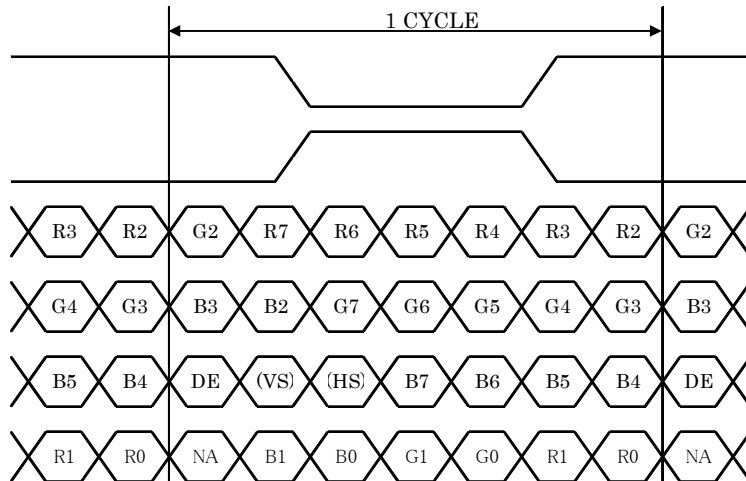 1 CYCLE
R3 R2 G2 R7 R6 R5 R4 R3 R2 G2
G4 G3 B3 B2 G7 G6 G5 G4 G3 B3
B5 B4 DE (VS) (HS) B7 B6 B5 B4 DE
R1 R0 NA B1 B0 G1 G0 R1 R0 NA